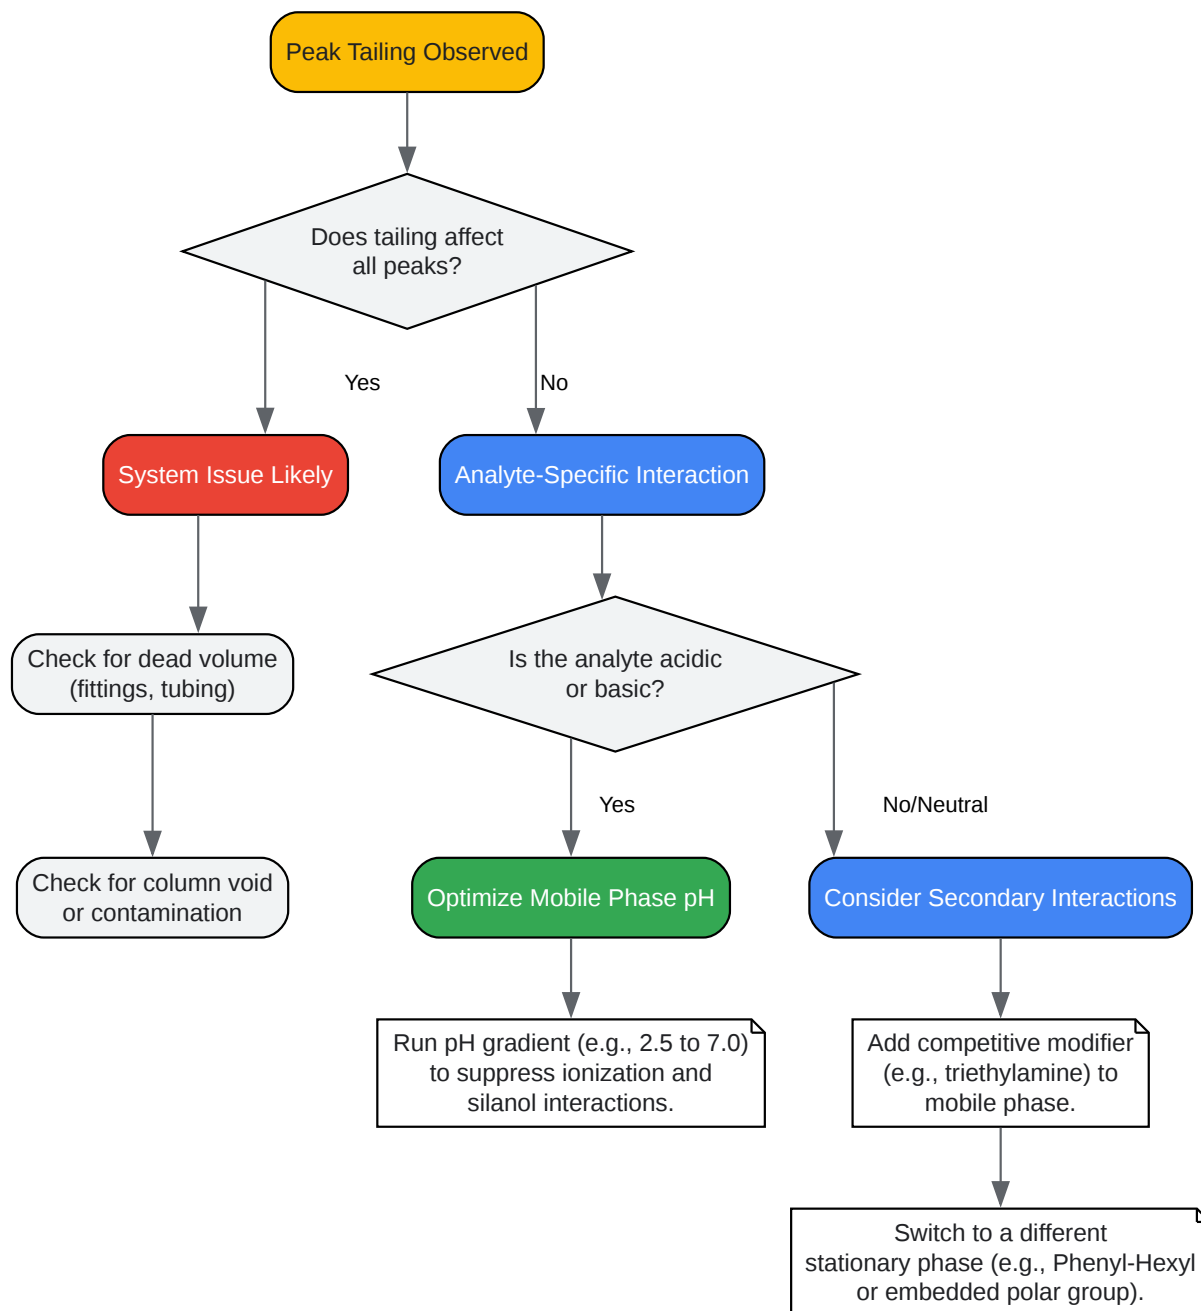 Peak Tailing Observed
Does tailing affect
all peaks?
Yes
No
System Issue Likely
Analyte-Specific Interaction
Check for dead volume
(fittings, tubing)
Is the analyte acidic
or basic?
Yes
No/Neutral
Check for column void
or contamination
Optimize Mobile Phase pH
Consider Secondary Interactions
Run pH gradient (e.g., 2.5 to 7.0)
to suppress ionization and
silanol interactions.
Add competitive modifier
(e.g., triethylamine) to
mobile phase.
Switch to a different
stationary phase (e.g., Phenyl-Hexyl
or embedded polar group).